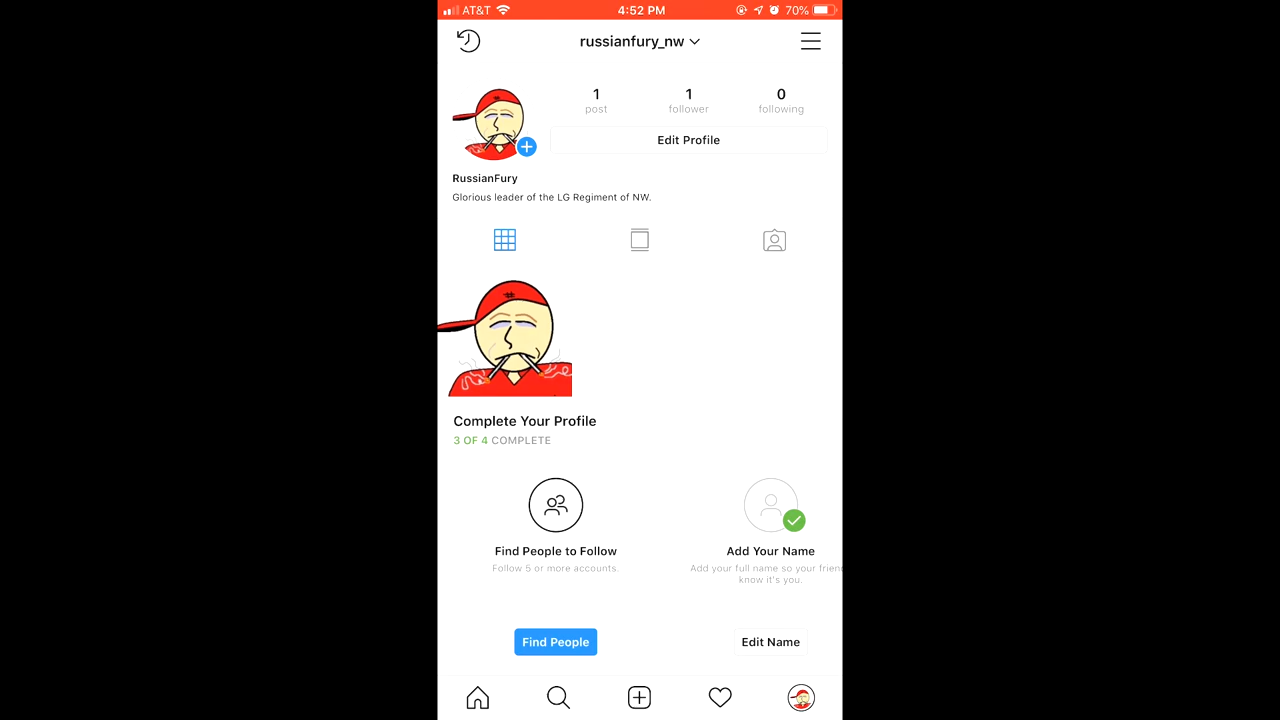 AT&T 4:52 PM 70%
russianfury_nw
1 1 0
post follower following
Edit Profile
RussianFury
Glorious leader of the LG Regiment of NW.
Complete Your Profile
3 OF 4 COMPLETE
Find People to Follow Add Your Name
Follow 5 or more accounts. Add your full name so your frien
know it's you.
Find People Edit Name